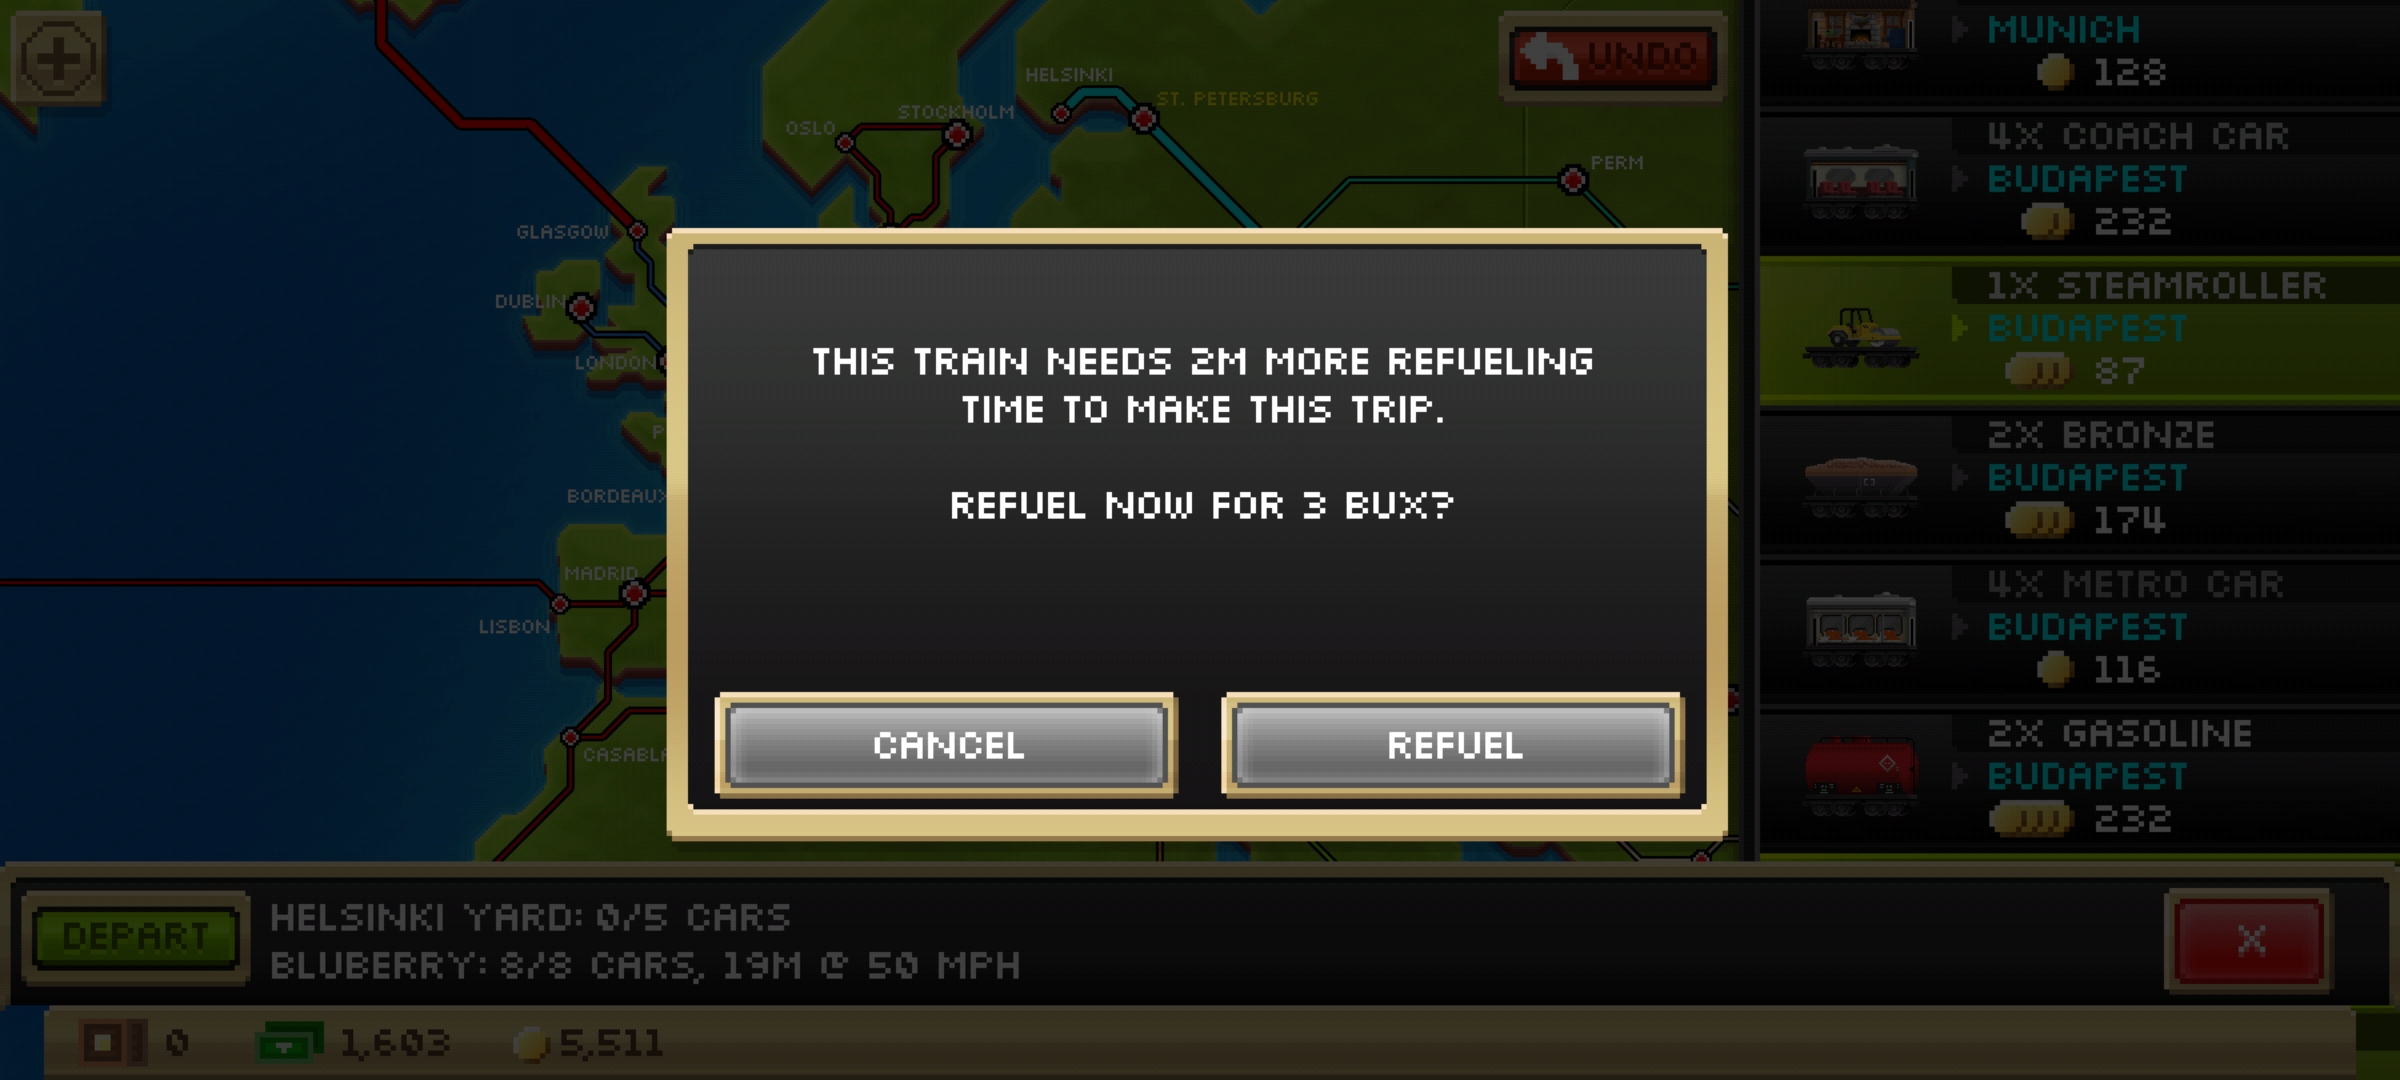 UNDO
MUNICH
128
4X COACH CAR
BUDAPEST
232
1X STEAMROLLER
BUDAPEST
87
2X BRONZE
BUDAPEST
174
4X METRO CAR
BUDAPEST
116
2X GASOLINE
BUDAPEST
232
HELSINKI
ST. PETERSBURG
STOCKHOLM
OSLO
PERM
GLASGOW
DUBLIN
LONDON
P
BORDEAUX
MADRID
LISBON
CASABLA
THIS TRAIN NEEDS 2M MORE REFUELING
TIME TO MAKE THIS TRIP.
REFUEL NOW FOR 3 BUX?
CANCEL
REFUEL
DEPART
HELSINKI YARD: 0/5 CARS
BLUBERRY: 8/8 CARS, 19M @ 50 MPH
X
0
1,603
5,511